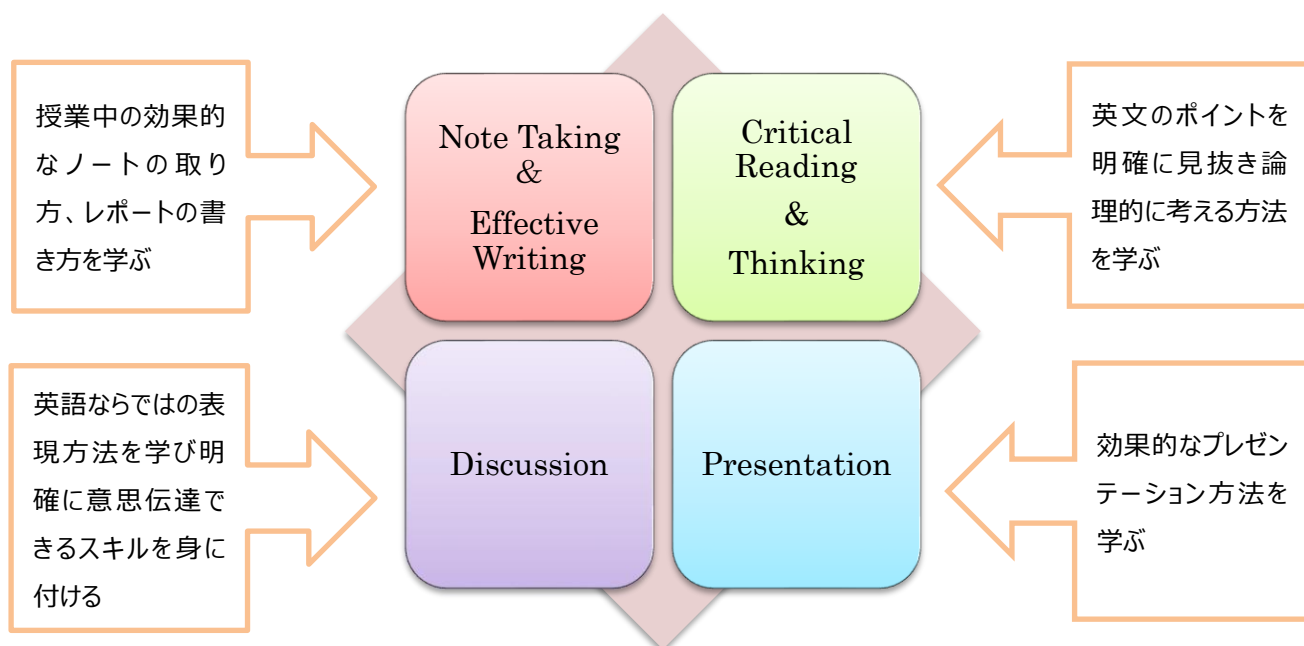 授業中の効果的
なノートの取り
方、レポートの書
き方を学ぶ
Note Taking
&
Effective
Writing
Critical
Reading
&
Thinking
英文のポイントを
明確に見抜き論
理的に考える方法
を学ぶ
英語ならではの表
現方法を学び明
確に意思伝達で
きるスキルを身に
付ける
Discussion
Presentation
効果的なプレゼン
テーション方法を
学ぶ